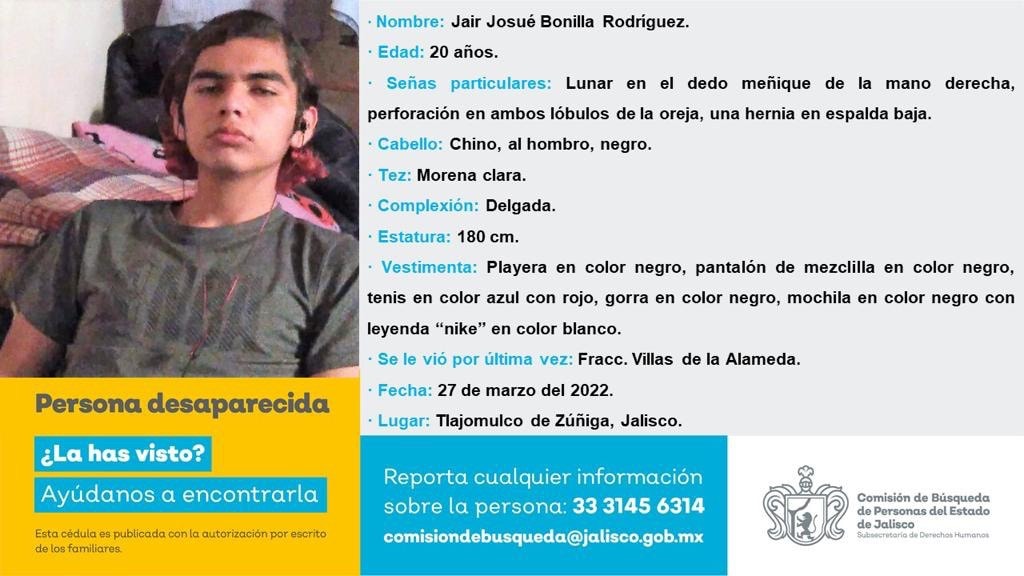 · Nombre: Jair Josué Bonilla Rodríguez.
· Edad: 20 años.
· Señas particulares: Lunar en el dedo meñique de la mano derecha,
perforación en ambos lóbulos de la oreja, una hernia en espalda baja.
· Cabello: Chino, al hombro, negro.
· Tez: Morena clara.
· Complexión: Delgada.
· Estatura: 180 cm.
· Vestimenta: Playera en color negro, pantalón de mezclilla en color negro,
tenis en color azul con rojo, gorra en color negro, mochila en color negro con
leyenda “nike” en color blanco.
· Se le vió por última vez: Fracc. Villas de la Alameda.
· Fecha: 27 de marzo del 2022.
· Lugar: Tlajomulco de Zúñiga, Jalisco.
Persona desaparecida
¿La has visto?
Ayúdanos a encontrarla
Esta cédula es publicada con la autorización por escrito
de los familiares.
Reporta cualquier información
sobre la persona: 33 3145 6314
comisiondebusqueda@jalisco.gob.mx
Comisión de Búsqueda
de Personas del Estado
de Jalisco
Subsecretaría de Derechos Humanos